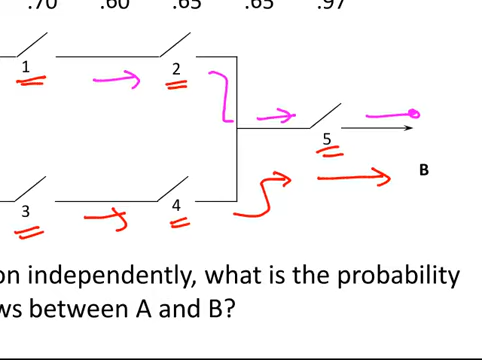 .70 .60 .65 .65 .97
1 2
5
B
3 4
on independently, what is the probability
ws between A and B?